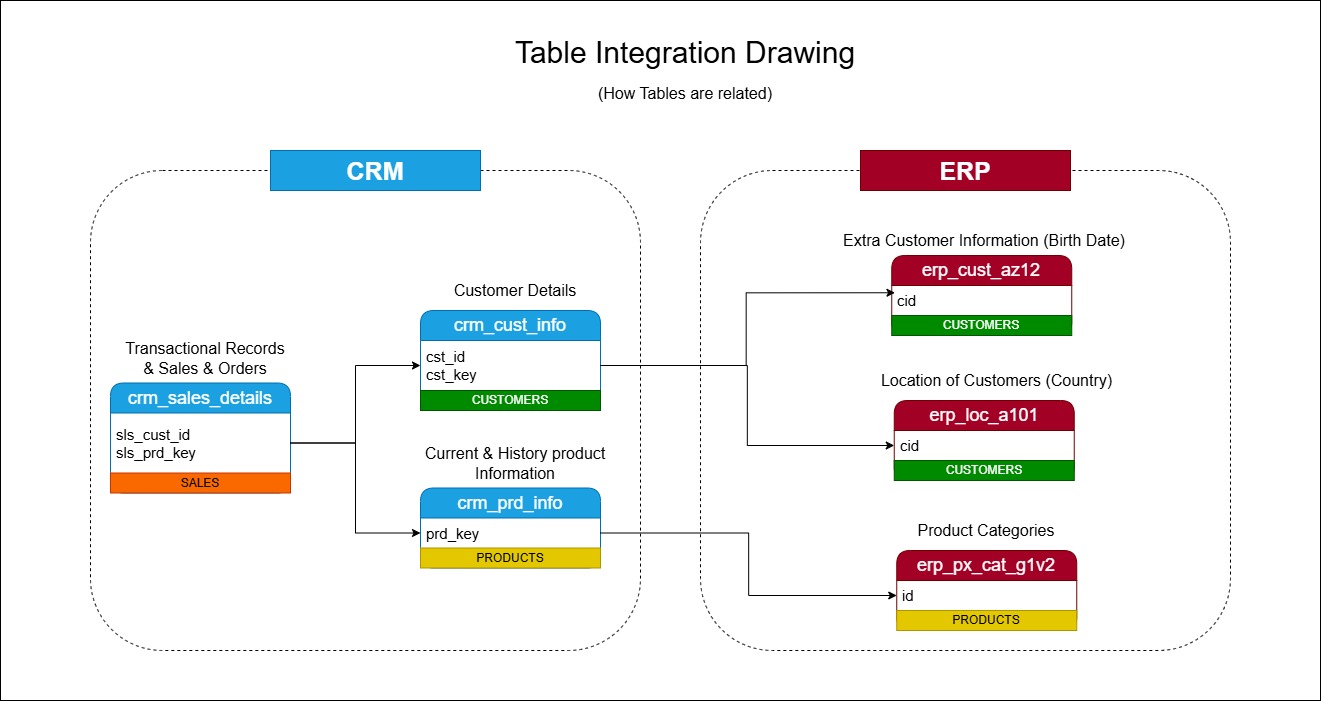 Table Integration Drawing
(How Tables are related)
CRM
ERP
Transactional Records
& Sales & Orders
crm_sales_details
sls_cust_id
sls_prd_key
SALES
Customer Details
crm_cust_info
cst_id
cst_key
CUSTOMERS
Current & History product
Information
crm_prd_info
prd_key
PRODUCTS
Extra Customer Information (Birth Date)
erp_cust_az12
cid
CUSTOMERS
Location of Customers (Country)
erp_loc_a101
cid
CUSTOMERS
Product Categories
erp_px_cat_g1v2
id
PRODUCTS